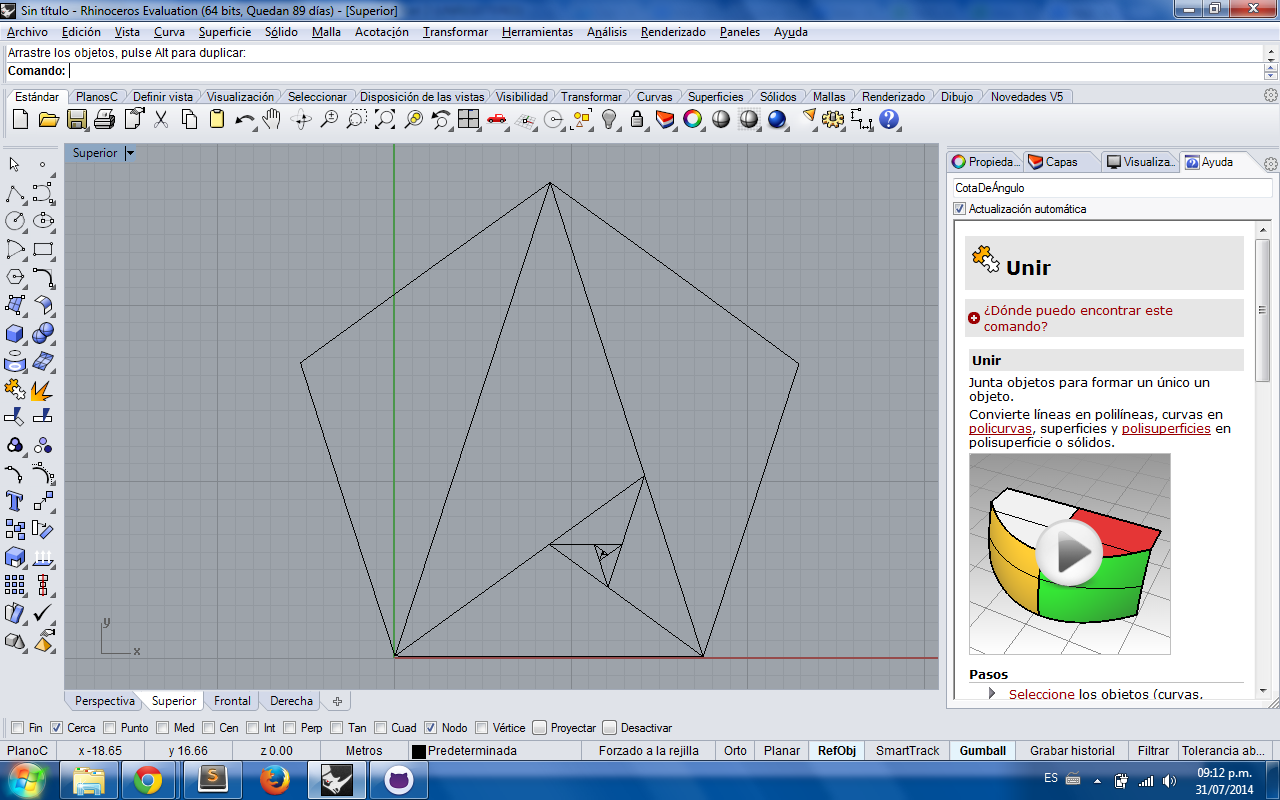 Sin título - Rhinoceros Evaluation (64 bits, Quedan 89 días) - [Superior]
Archivo Edición Vista Curva Superficie Sólido Malla Acotación Transformar Herramientas Análisis Renderizado Paneles Ayuda
Arrastre los objetos, pulse Alt para duplicar:
Comando:
Estándar PlanosC Definir vista Visualización Seleccionar Disposición de las vistas Visibilidad Transformar Curvas Superficies Sólidos Mallas Renderizado Dibujo Novedades V5
Superior
y
x
Propieda... Capas Visualiza... Ayuda
CotaDeÁngulo
Actualización automática
Unir
¿Dónde puedo encontrar este
comando?
Unir
Junta objetos para formar un único un
objeto.
Convierte líneas en polilíneas, curvas en
policurvas, superficies y polisuperficies en
polisuperficie o sólidos.
Pasos
Seleccione los objetos (curvas,
Perspectiva Superior Frontal Derecha
Fin Cerca Punto Med Cen Int Perp Tan Cuad Nodo Vértice Proyectar Desactivar
PlanoC x -18.65 y 16.66 z 0.00 Metros Predeterminada Forzado a la rejilla Orto Planar RefObj SmartTrack Gumball Grabar historial Filtrar Tolerancia ab...
ES
09:12 p.m.
31/07/2014